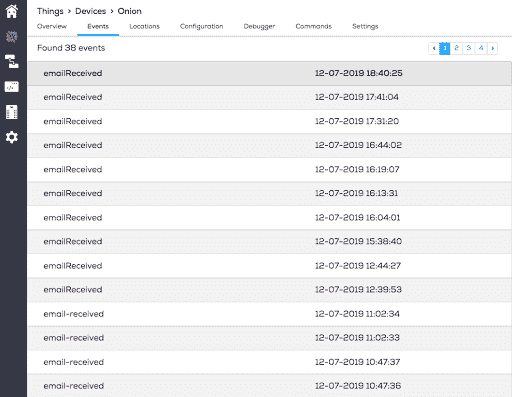 Things > Devices > Onion
Overview Events Locations Configuration Debugger Commands Settings
Found 38 events 1 2 3 4
emailReceived 12-07-2019 18:40:25
emailReceived 12-07-2019 17:41:04
emailReceived 12-07-2019 17:31:20
emailReceived 12-07-2019 16:44:02
emailReceived 12-07-2019 16:19:07
emailReceived 12-07-2019 16:13:31
emailReceived 12-07-2019 16:04:01
emailReceived 12-07-2019 15:38:40
emailReceived 12-07-2019 12:44:27
emailReceived 12-07-2019 12:39:53
email-received 12-07-2019 11:02:34
email-received 12-07-2019 11:02:33
email-received 12-07-2019 10:47:37
email-received 12-07-2019 10:47:36